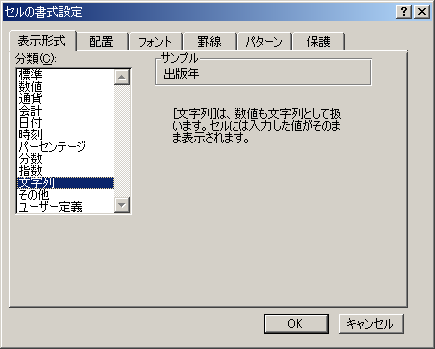 セルの書式設定
表示形式 配置 フォント 罫線 パターン 保護
分類(C):
標準
数値
通貨
会計
日付
時刻
パーセンテージ
分数
指数
文字列
その他
ユーザー定義
サンプル
出版年
[文字列]は、数値も文字列として扱
います。セルには入力した値がそのま
ま表示されます。
OK キャンセル